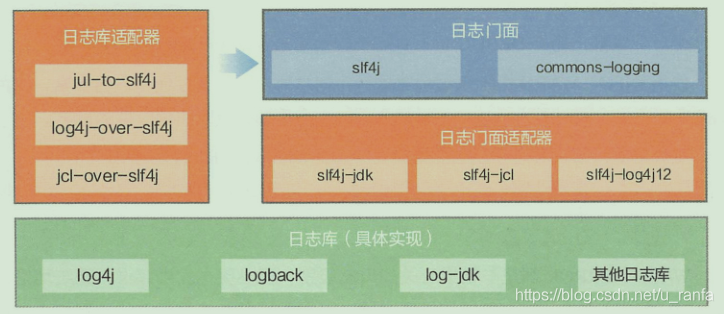 日志库适配器
jul-to-slf4j
log4j-over-slf4j
jcl-over-slf4j
日志门面
slf4j
commons-logging
日志门面适配器
slf4j-jdk
slf4j-jcl
slf4j-log4j12
日志库（具体实现）
log4j
logback
log-jdk
其他日志库
https://blog.csdn.net/u_ranfa